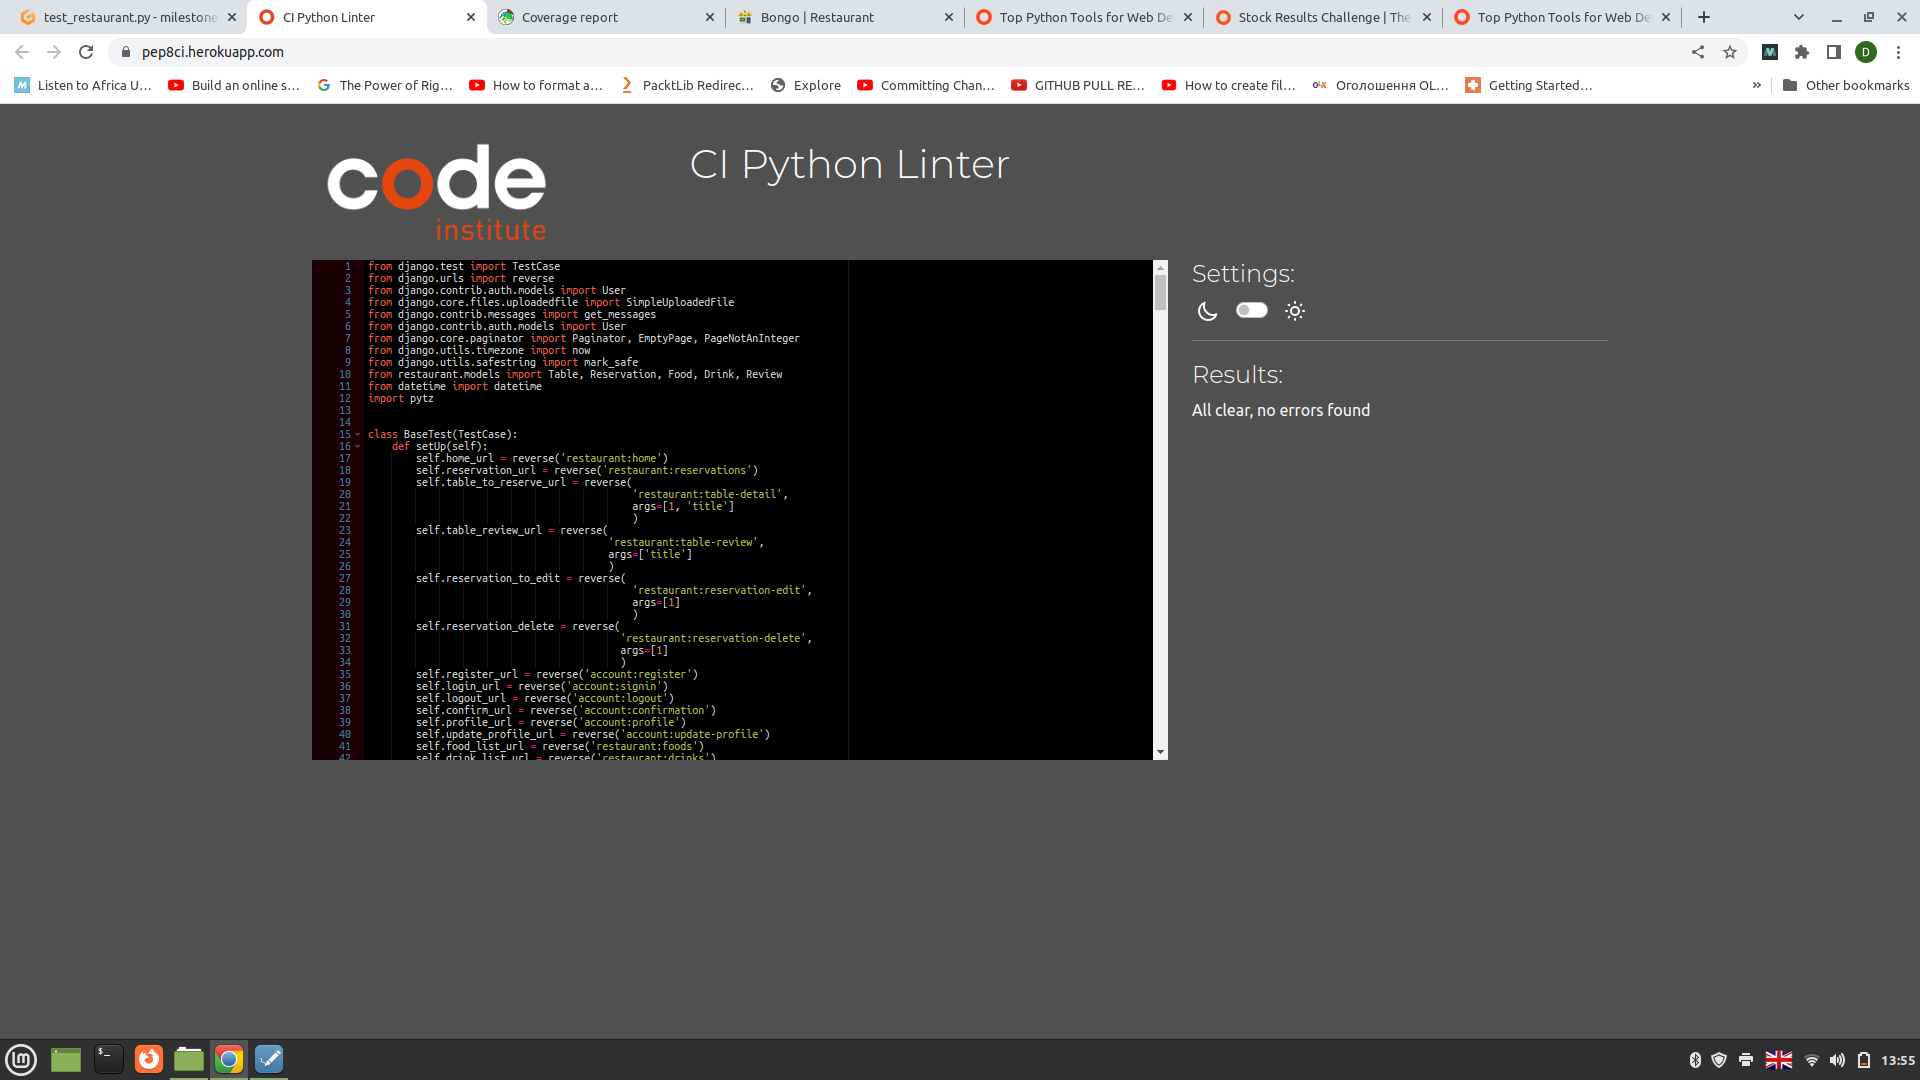 test_restaurant.py - milestone
CI Python Linter
Coverage report
Bongo | Restaurant
Top Python Tools for Web De
Stock Results Challenge | The
Top Python Tools for Web De
pep8ci.herokuapp.com
D
Listen to Africa U...
Build an online s...
The Power of Rig...
How to format a...
PacktLib Redirec...
Explore
Committing Chan...
GITHUB PULL RE...
How to create fil...
OLX
Оголошення OL...
Getting Started...
»
Other bookmarks
code
institute
CI Python Linter
1 from django.test import TestCase
2 from django.urls import reverse
3 from django.contrib.auth.models import User
4 from django.core.files.uploadedfile import SimpleUploadedFile
5 from django.contrib.messages import get_messages
6 from django.contrib.auth.models import User
7 from django.core.paginator import Paginator, EmptyPage, PageNotAnInteger
8 from django.utils.timezone import now
9 from django.utils.safestring import mark_safe
10 from restaurant.models import Table, Reservation, Food, Drink, Review
11 from datetime import datetime
12 import pytz
13
14
15 class BaseTest(TestCase):
16 def setUp(self):
17 self.home_url = reverse('restaurant:home')
18 self.reservation_url = reverse('restaurant:reservations')
19 self.table_to_reserve_url = reverse(
20 'restaurant:table-detail',
21 args=[1, 'title']
22 )
23 self.table_review_url = reverse(
24 'restaurant:table-review',
25 args=['title']
26 )
27 self.reservation_to_edit = reverse(
28 'restaurant:reservation-edit',
29 args=[1]
30 )
31 self.reservation_delete = reverse(
32 'restaurant:reservation-delete',
33 args=[1]
34 )
35 self.register_url = reverse('account:register')
36 self.login_url = reverse('account:signin')
37 self.logout_url = reverse('account:logout')
38 self.confirm_url = reverse('account:confirmation')
39 self.profile_url = reverse('account:profile')
40 self.update_profile_url = reverse('account:update-profile')
41 self.food_list_url = reverse('restaurant:foods')
42 self.drink_list_url = reverse('restaurant:drinks')
Settings:
Results:
All clear, no errors found
13:55